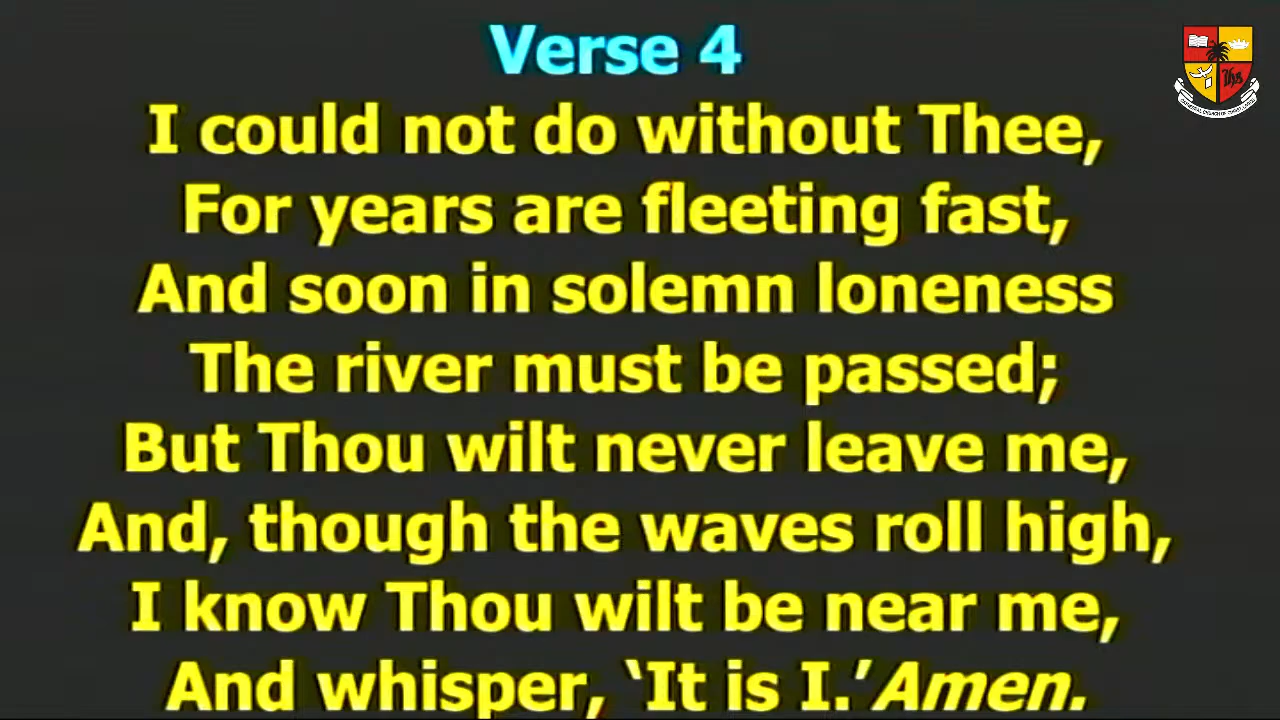 Verse 4
I could not do without Thee,
For years are fleeting fast,
And soon in solemn loneness
The river must be passed;
But Thou wilt never leave me,
And, though the waves roll high,
I know Thou wilt be near me,
And whisper, ‘It is I.’ Amen.